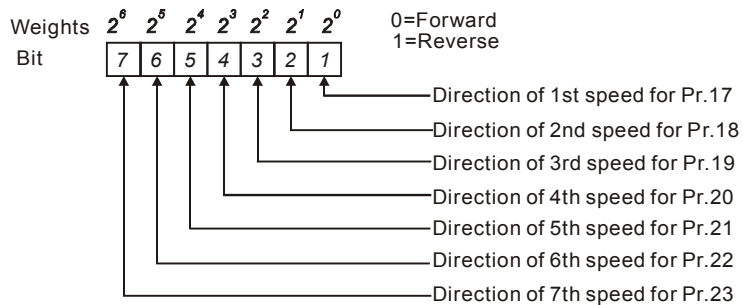 Weights 2⁶ 2⁵ 2⁴ 2³ 2² 2¹ 2⁰ 0=Forward
1=Reverse
Bit 7 6 5 4 3 2 1
Direction of 1st speed for Pr.17
Direction of 2nd speed for Pr.18
Direction of 3rd speed for Pr.19
Direction of 4th speed for Pr.20
Direction of 5th speed for Pr.21
Direction of 6th speed for Pr.22
Direction of 7th speed for Pr.23